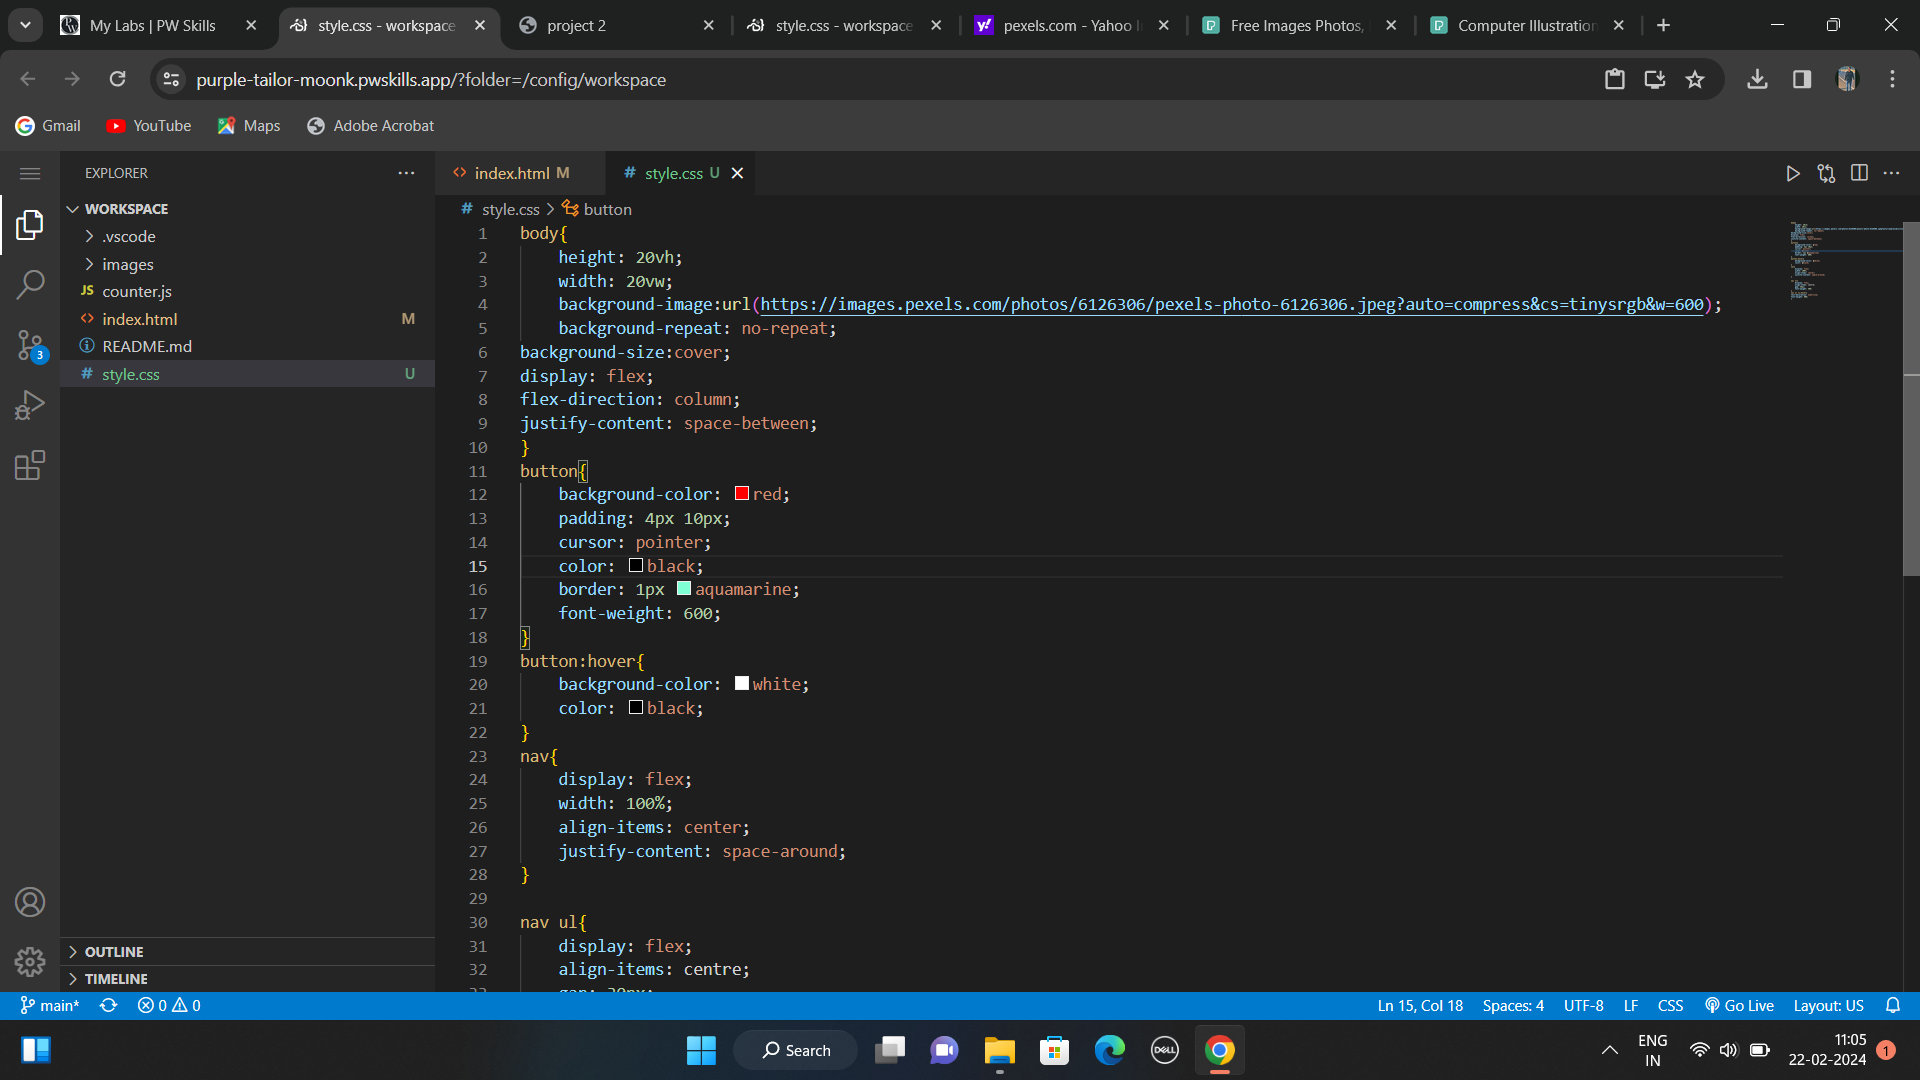 My Labs | PW Skills
style.css - workspace
project 2
style.css - workspace
pexels.com - Yahoo I
Free Images Photos,
Computer Illustration
purple-tailor-moonk.pwskills.app/?folder=/config/workspace
Gmail
YouTube
Maps
Adobe Acrobat
EXPLORER
WORKSPACE
.vscode
images
JS counter.js
<> index.html M
README.md
# style.css U
OUTLINE
TIMELINE
3
<> index.html M
# style.css U
# style.css > button
1 body{
2 height: 20vh;
3 width: 20vw;
4 background-image:url(https://images.pexels.com/photos/6126306/pexels-photo-6126306.jpeg?auto=compress&cs=tinysrgb&w=600);
5 background-repeat: no-repeat;
6 background-size:cover;
7 display: flex;
8 flex-direction: column;
9 justify-content: space-between;
10 }
11 button{
12 background-color: red;
13 padding: 4px 10px;
14 cursor: pointer;
15 color: black;
16 border: 1px aquamarine;
17 font-weight: 600;
18 }
19 button:hover{
20 background-color: white;
21 color: black;
22 }
23 nav{
24 display: flex;
25 width: 100%;
26 align-items: center;
27 justify-content: space-around;
28 }
29
30 nav ul{
31 display: flex;
32 align-items: centre;
main* 0 0
Ln 15, Col 18 Spaces: 4 UTF-8 LF CSS Go Live Layout: US
Search
DELL
ENG
IN
11:05
22-02-2024
1